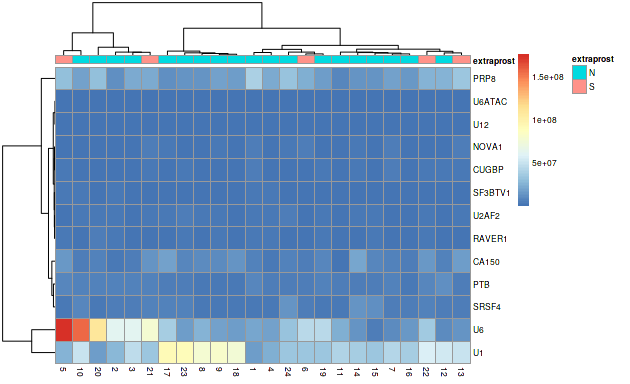 extraprost
extraprost
N
S
1.5e+08
1e+08
5e+07
PRP8
U6ATAC
U12
NOVA1
CUGBP
SF3BTV1
U2AF2
RAVER1
CA150
PTB
SRSF4
U6
U1
5 10 20 2 3 21 17 23 8 9 18 1 4 24 6 19 11 14 15 7 16 22 12 13